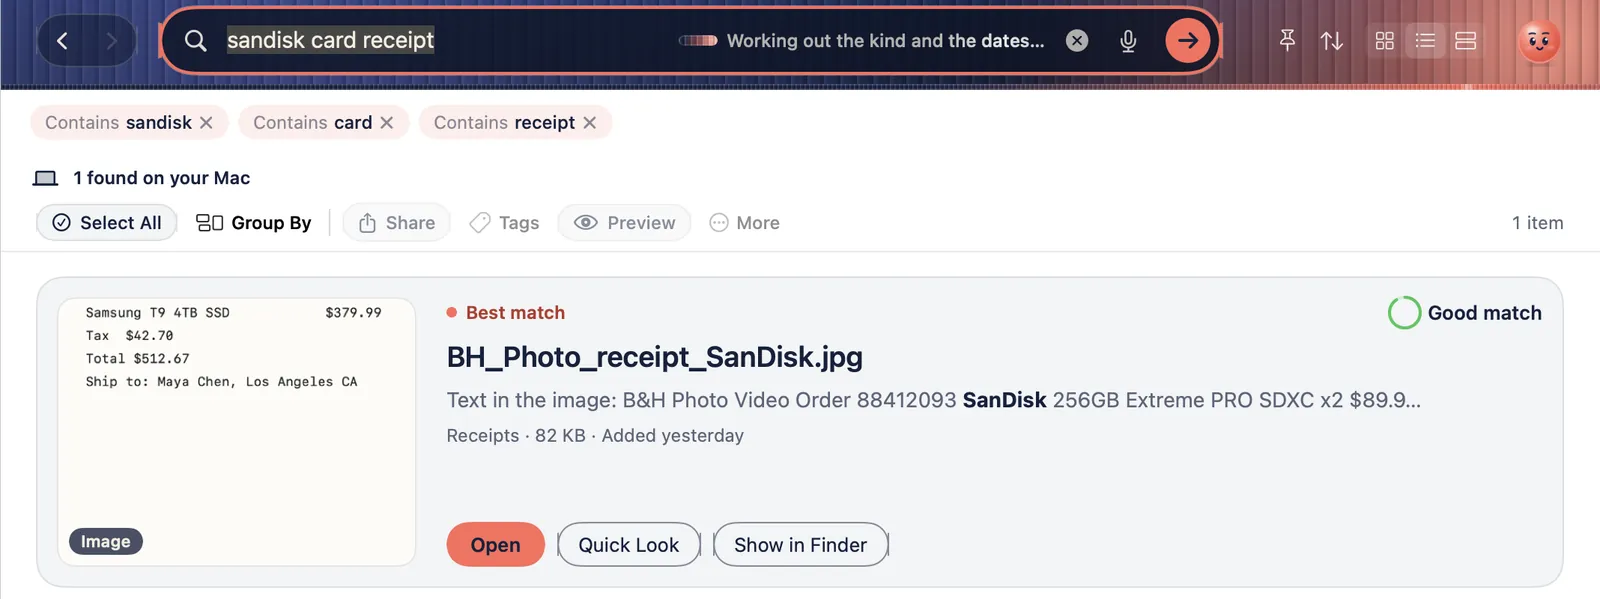 sandisk card receipt
Working out the kind and the dates...
Contains sandisk
Contains card
Contains receipt
1 found on your Mac
Select All
Group By
Share
Tags
Preview
More
1 item
Samsung T9 4TB SSD $379.99
Tax $42.70
Total $512.67
Ship to: Maya Chen, Los Angeles CA
Image
Best match
Good match
BH_Photo_receipt_SanDisk.jpg
Text in the image: B&H Photo Video Order 88412093 SanDisk 256GB Extreme PRO SDXC x2 $89.9...
Receipts · 82 KB · Added yesterday
Open
Quick Look
Show in Finder